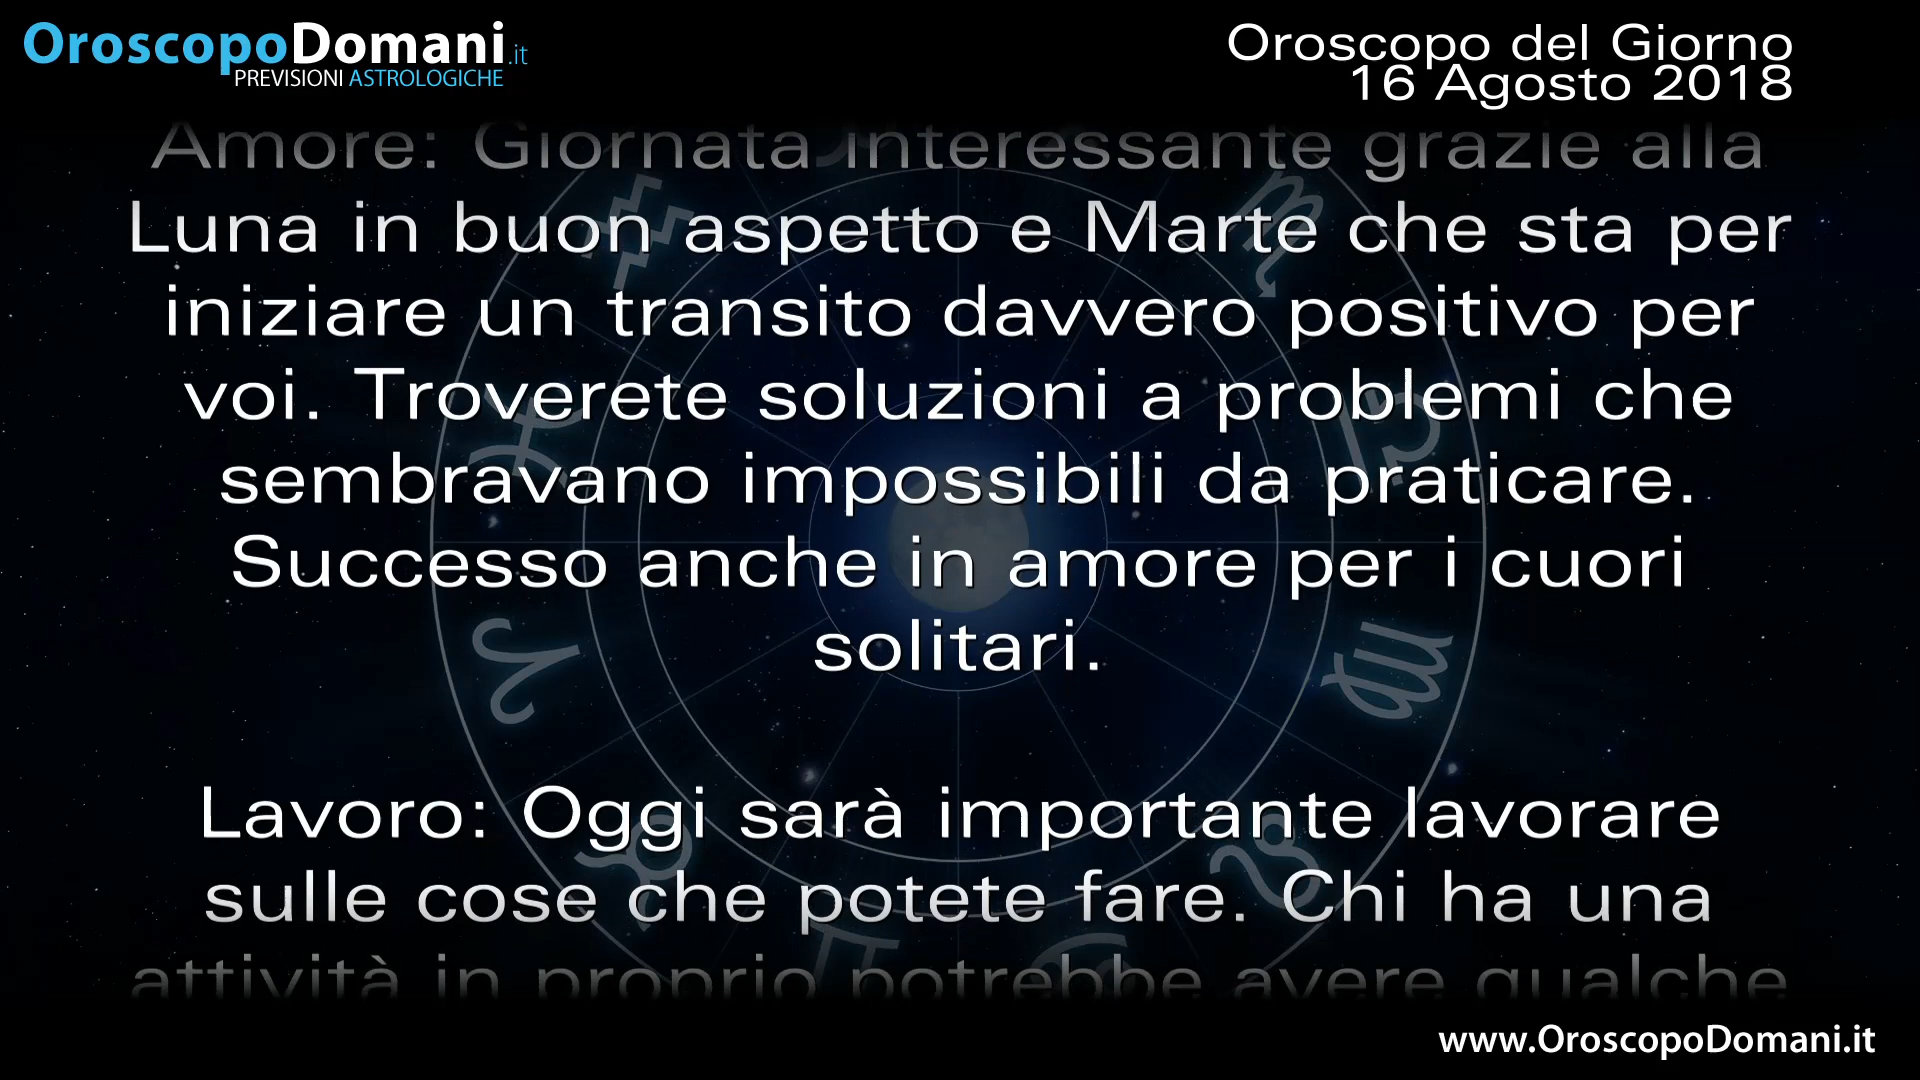 OroscopoDomani.it
PREVISIONI ASTROLOGICHE
Oroscopo del Giorno
16 Agosto 2018
Amore: Giornata interessante grazie alla
Luna in buon aspetto e Marte che sta per
iniziare un transito davvero positivo per
voi. Troverete soluzioni a problemi che
sembravano impossibili da praticare.
Successo anche in amore per i cuori
solitari.
Lavoro: Oggi sarà importante lavorare
sulle cose che potete fare. Chi ha una
attività in proprio potrebbe avere qualche
www.OroscopoDomani.it